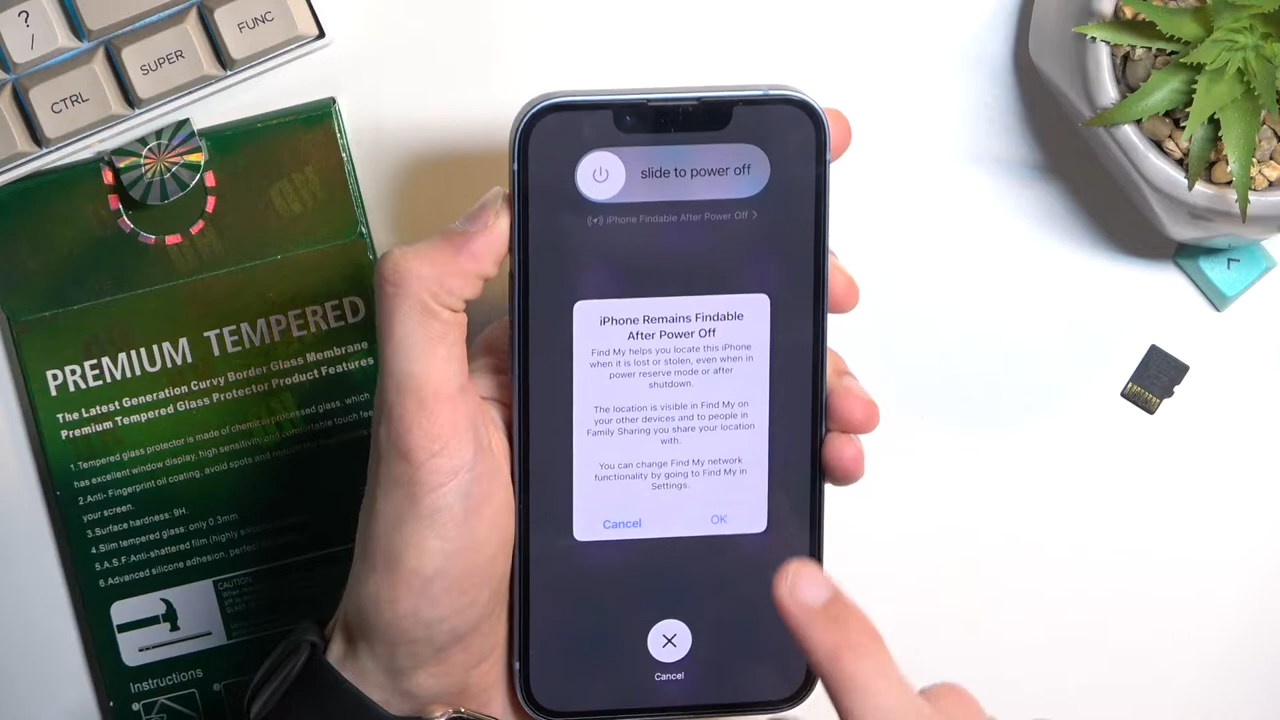 ?
/
FUNC
SUPER
CTRL
PREMIUM TEMPERED
The Latest Generation Curvy Border Glass Membrane
Premium Tempered Glass Protector Product Features
1.Tempered glass protector is made of chemical processed glass, which
has excellent window display, high sensitivity and comfortable touch feel
2.Anti- Fingerprint oil coating, avoid spots and
your screen.
3.Surface hardness: 9H.
4.Slim tempered glass: only 0.3mm
5.A.S.F:Anti-shattered film (highly
6.Advanced silicone adhesion,
CAUTION:
Instructions
slide to power off
iPhone Findable After Power Off >
iPhone Remains Findable
After Power Off
Find My helps you locate this iPhone
when it is lost or stolen, even when in
power reserve mode or after
shutdown.
The location is visible in Find My on
your other devices and to people in
Family Sharing you share your location
with.
You can change Find My network
functionality by going to Find My in
Settings.
Cancel
OK
Cancel